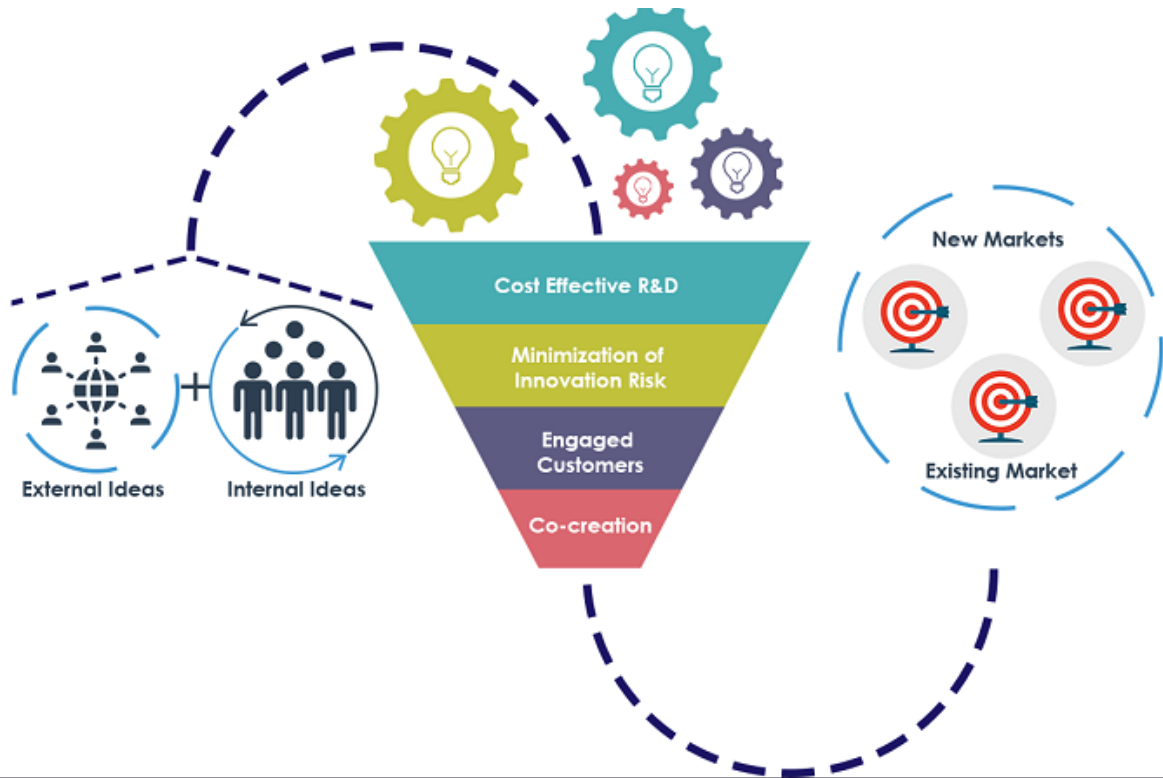 External Ideas
+
Internal Ideas
Cost Effective R&D
Minimization of
Innovation Risk
Engaged
Customers
Co-creation
New Markets
Existing Market